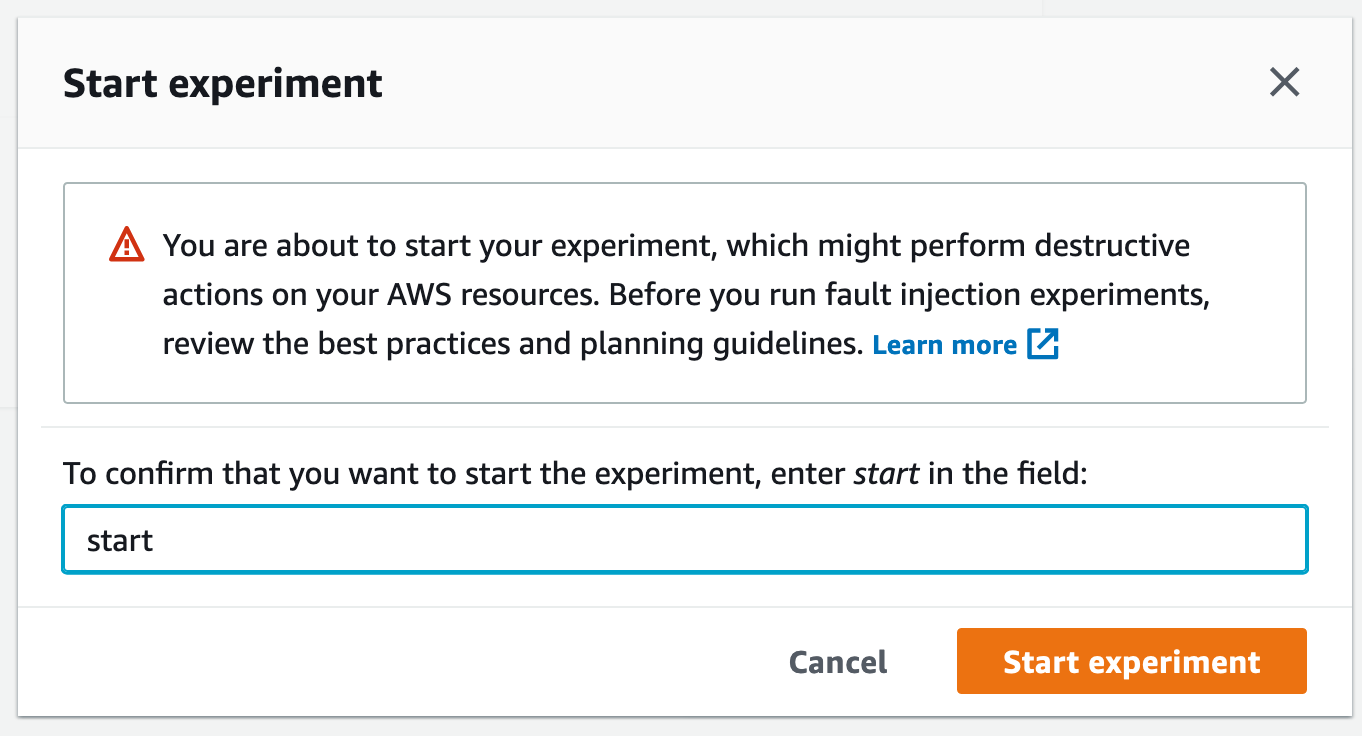 Start experiment
You are about to start your experiment, which might perform destructive
actions on your AWS resources. Before you run fault injection experiments,
review the best practices and planning guidelines. Learn more
To confirm that you want to start the experiment, enter start in the field:
start
Cancel
Start experiment